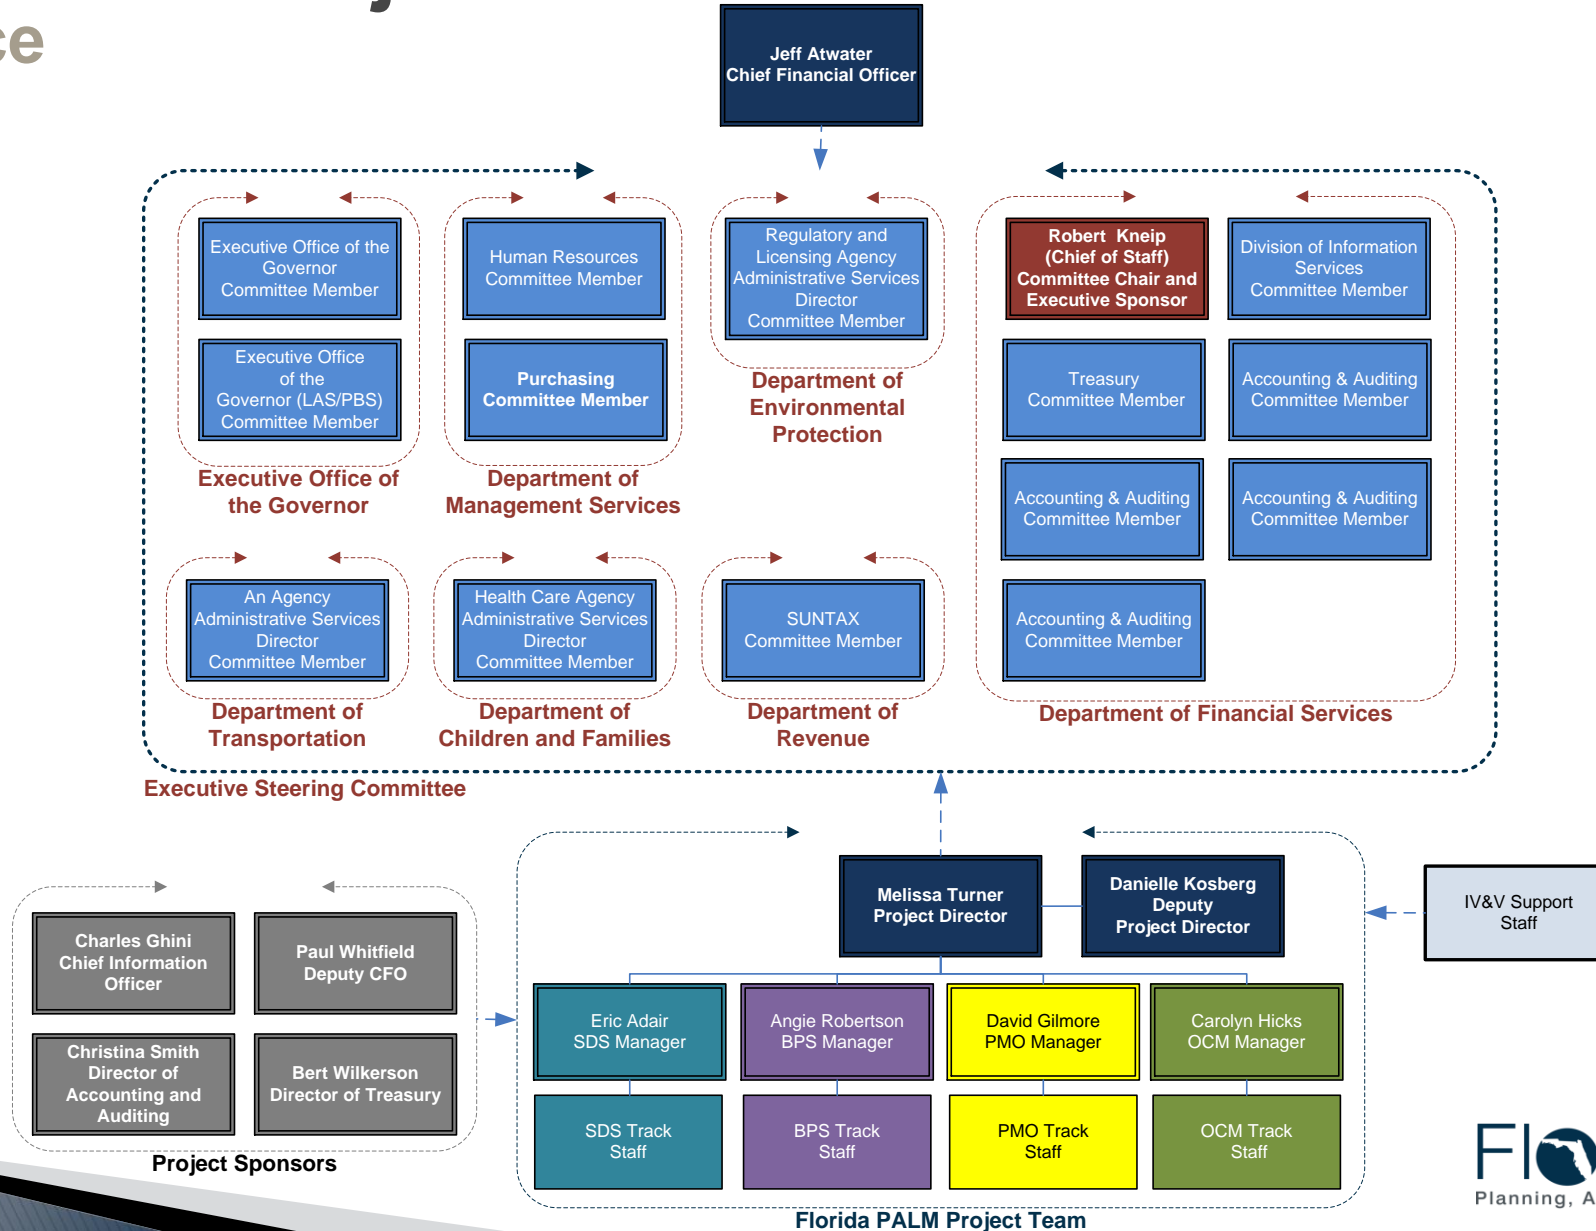 ce
Jeff Atwater
Chief Financial Officer
Executive Office of the
Governor
Committee Member
Executive Office
of the
Governor (LAS/PBS)
Committee Member
Executive Office of
the Governor
Human Resources
Committee Member
Purchasing
Committee Member
Department of
Management Services
Regulatory and
Licensing Agency
Administrative Services
Director
Committee Member
Department of
Environmental
Protection
Robert Kneip
(Chief of Staff)
Committee Chair and
Executive Sponsor
Division of Information
Services
Committee Member
Treasury
Committee Member
Accounting & Auditing
Committee Member
Accounting & Auditing
Committee Member
Accounting & Auditing
Committee Member
Accounting & Auditing
Committee Member
Department of Financial Services
An Agency
Administrative Services
Director
Committee Member
Department of
Transportation
Health Care Agency
Administrative Services
Director
Committee Member
Department of
Children and Families
SUNTAX
Committee Member
Department of
Revenue
Executive Steering Committee
Melissa Turner
Project Director
Danielle Kosberg
Deputy
Project Director
IV&V Support
Staff
Charles Ghini
Chief Information
Officer
Paul Whitfield
Deputy CFO
Christina Smith
Director of
Accounting and
Auditing
Bert Wilkerson
Director of Treasury
Project Sponsors
Eric Adair
SDS Manager
Angie Robertson
BPS Manager
David Gilmore
PMO Manager
Carolyn Hicks
OCM Manager
SDS Track
Staff
BPS Track
Staff
PMO Track
Staff
OCM Track
Staff
Florida PALM Project Team
Flo
Planning, A